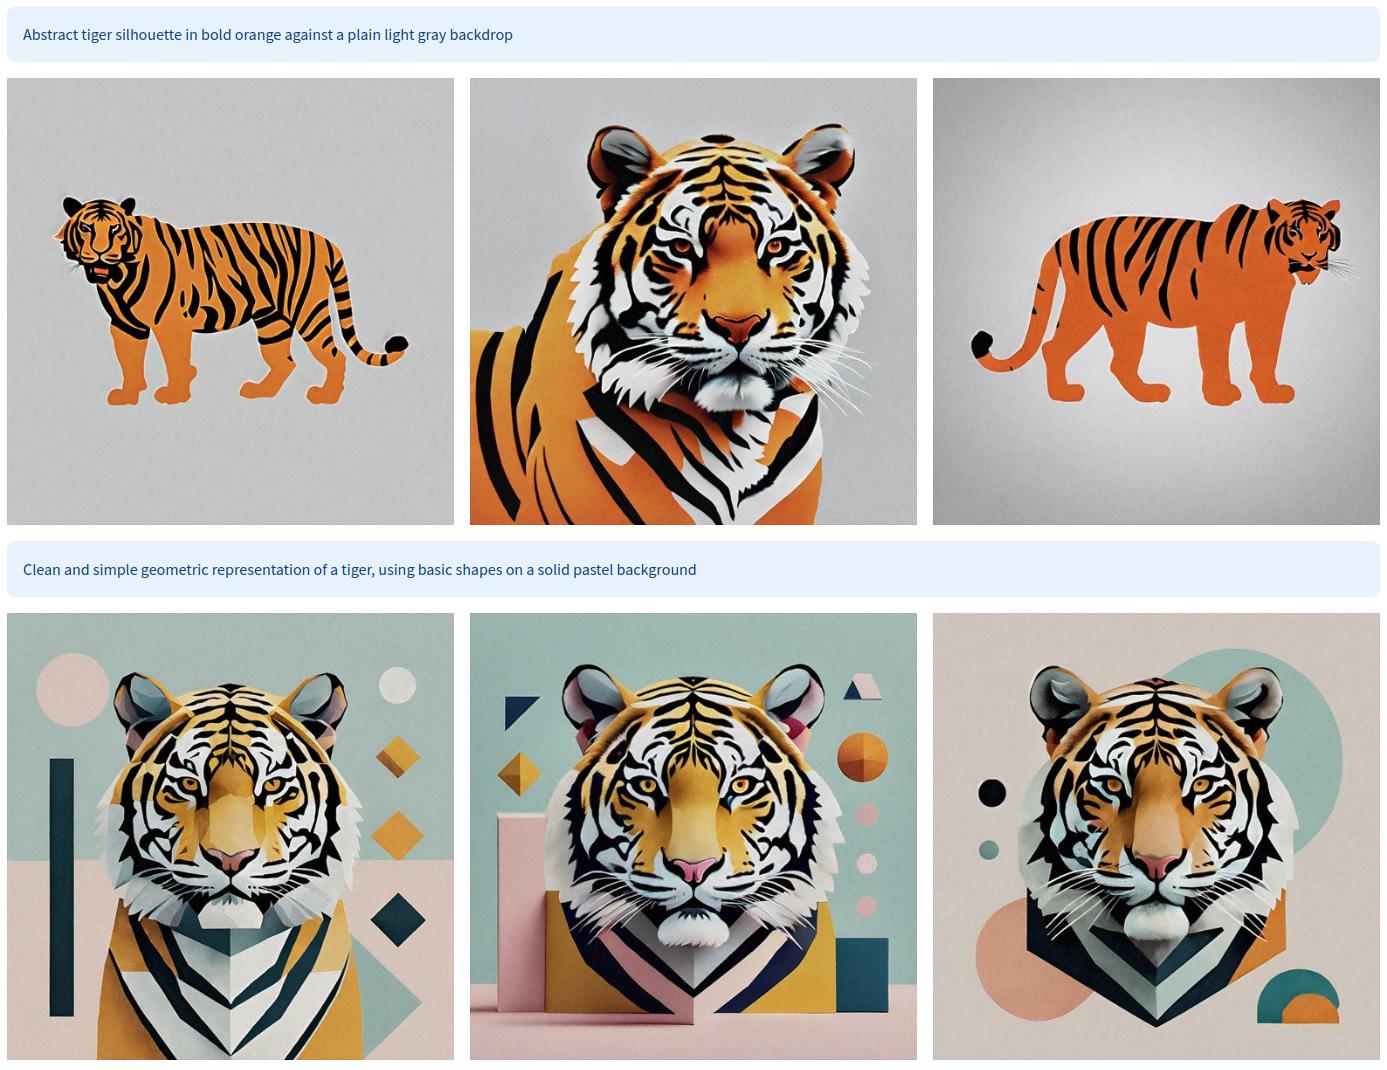 Abstract tiger silhouette in bold orange against a plain light gray backdrop
Clean and simple geometric representation of a tiger, using basic shapes on a solid pastel background